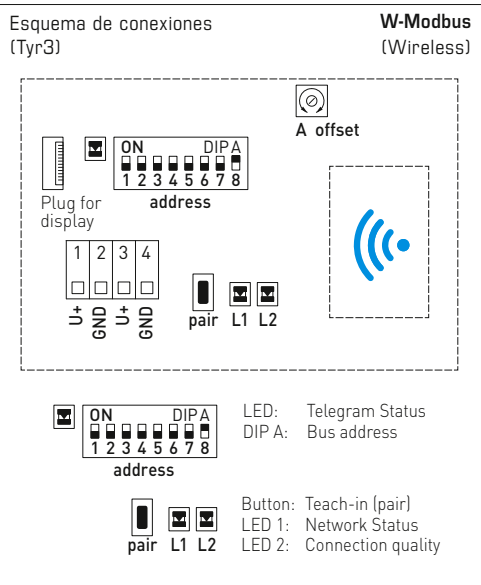 Esquema de conexiones
(Tyr3)
W-Modbus
(Wireless)
A offset
ON DIP A
1 2 3 4 5 6 7 8
address
Plug for
display
1 2 3 4
U+ GND U+ GND
pair L1 L2
ON DIP A
1 2 3 4 5 6 7 8
address
LED: Telegram Status
DIP A: Bus address
pair L1 L2
Button: Teach-in (pair)
LED 1: Network Status
LED 2: Connection quality